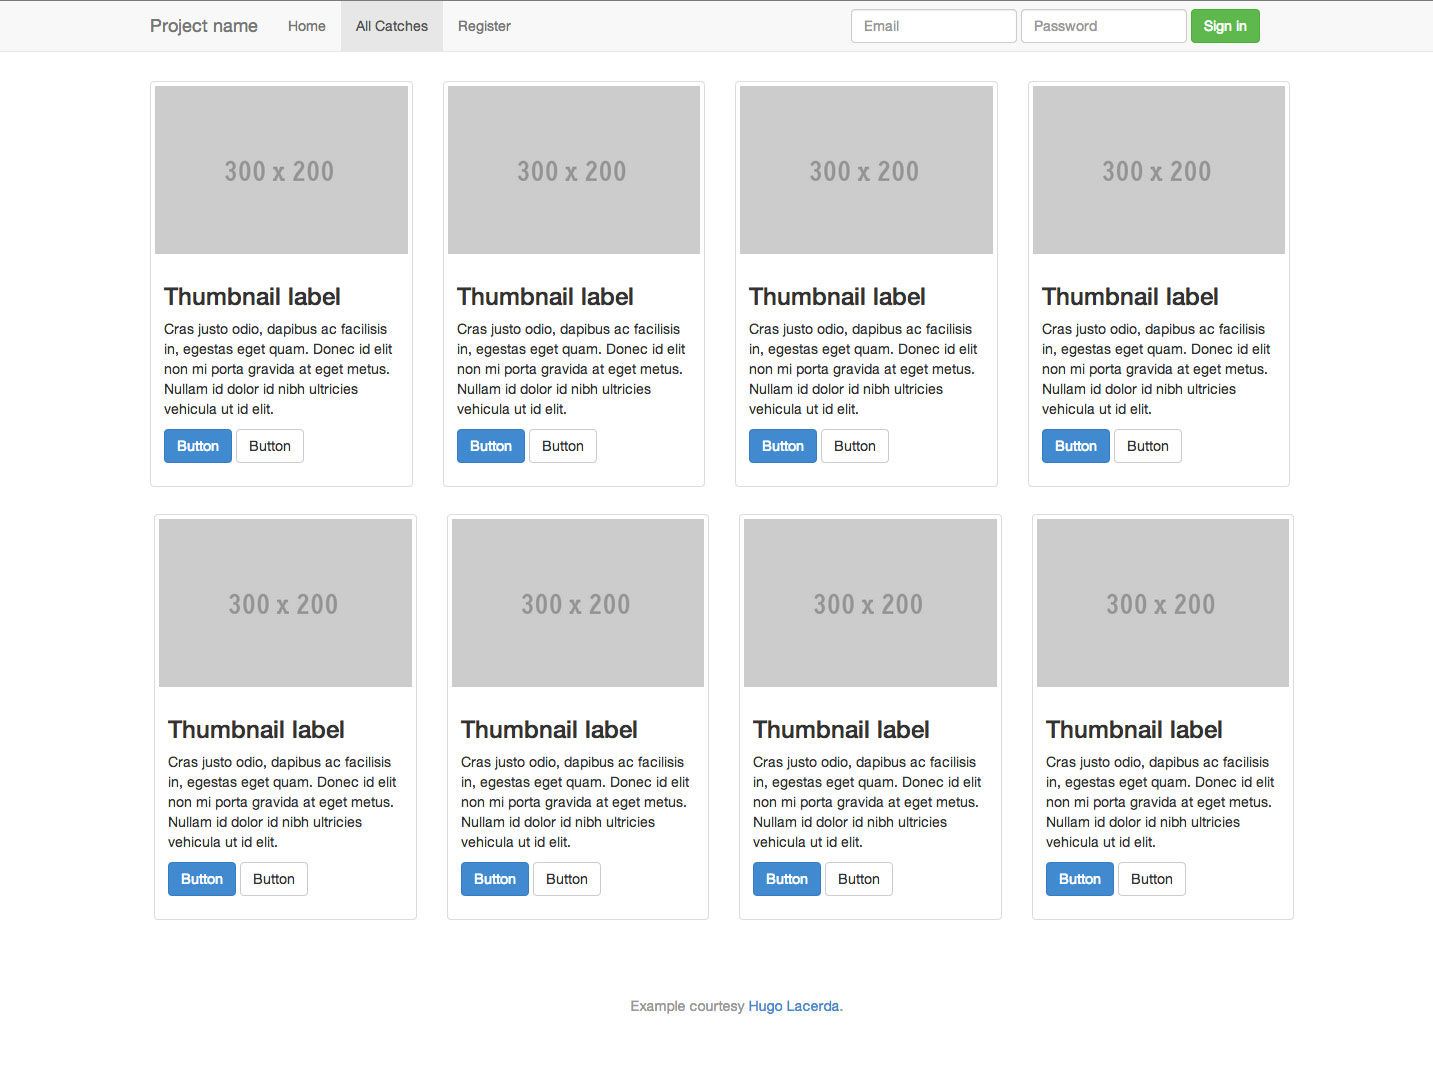 Project name Home All Catches Register Email Password Sign in
300 x 200 300 x 200 300 x 200 300 x 200
Thumbnail label
Cras justo odio, dapibus ac facilisis
in, egestas eget quam. Donec id elit
non mi porta gravida at eget metus.
Nullam id dolor id nibh ultricies
vehicula ut id elit.
Button Button
Thumbnail label
Cras justo odio, dapibus ac facilisis
in, egestas eget quam. Donec id elit
non mi porta gravida at eget metus.
Nullam id dolor id nibh ultricies
vehicula ut id elit.
Button Button
Thumbnail label
Cras justo odio, dapibus ac facilisis
in, egestas eget quam. Donec id elit
non mi porta gravida at eget metus.
Nullam id dolor id nibh ultricies
vehicula ut id elit.
Button Button
Thumbnail label
Cras justo odio, dapibus ac facilisis
in, egestas eget quam. Donec id elit
non mi porta gravida at eget metus.
Nullam id dolor id nibh ultricies
vehicula ut id elit.
Button Button
300 x 200 300 x 200 300 x 200 300 x 200
Thumbnail label
Cras justo odio, dapibus ac facilisis
in, egestas eget quam. Donec id elit
non mi porta gravida at eget metus.
Nullam id dolor id nibh ultricies
vehicula ut id elit.
Button Button
Thumbnail label
Cras justo odio, dapibus ac facilisis
in, egestas eget quam. Donec id elit
non mi porta gravida at eget metus.
Nullam id dolor id nibh ultricies
vehicula ut id elit.
Button Button
Thumbnail label
Cras justo odio, dapibus ac facilisis
in, egestas eget quam. Donec id elit
non mi porta gravida at eget metus.
Nullam id dolor id nibh ultricies
vehicula ut id elit.
Button Button
Thumbnail label
Cras justo odio, dapibus ac facilisis
in, egestas eget quam. Donec id elit
non mi porta gravida at eget metus.
Nullam id dolor id nibh ultricies
vehicula ut id elit.
Button Button
Example courtesy Hugo Lacerda.